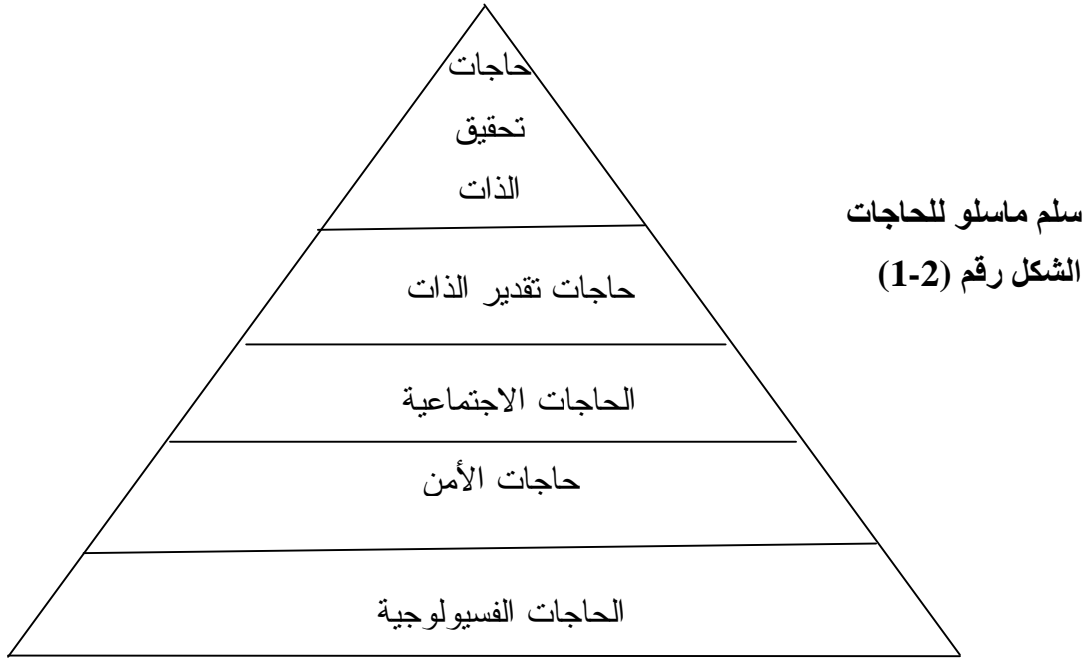 حاجات
تحقيق
الذات
سلم ماسلو للحاجات
الشكل رقم (2-1)
حاجات تقدير الذات
الحاجات الاجتماعية
حاجات الأمن
الحاجات الفسيولوجية